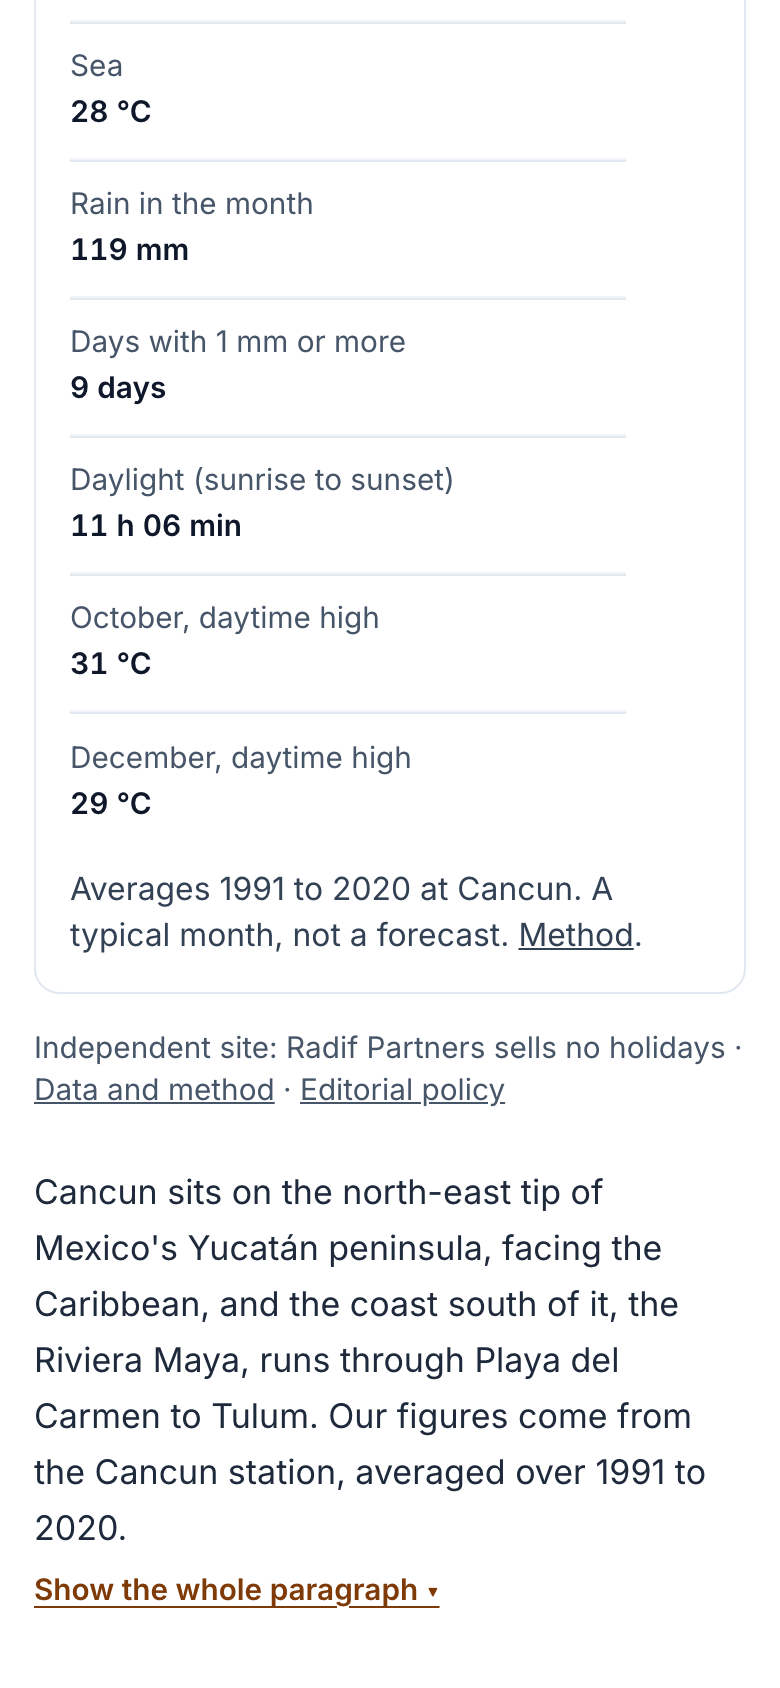 Sea
28 °C
Rain in the month
119 mm
Days with 1 mm or more
9 days
Daylight (sunrise to sunset)
11 h 06 min
October, daytime high
31 °C
December, daytime high
29 °C
Averages 1991 to 2020 at Cancun. A
typical month, not a forecast. Method.
Independent site: Radif Partners sells no holidays ·
Data and method · Editorial policy
Cancun sits on the north-east tip of
Mexico's Yucatán peninsula, facing the
Caribbean, and the coast south of it, the
Riviera Maya, runs through Playa del
Carmen to Tulum. Our figures come from
the Cancun station, averaged over 1991 to
2020.
Show the whole paragraph ▾